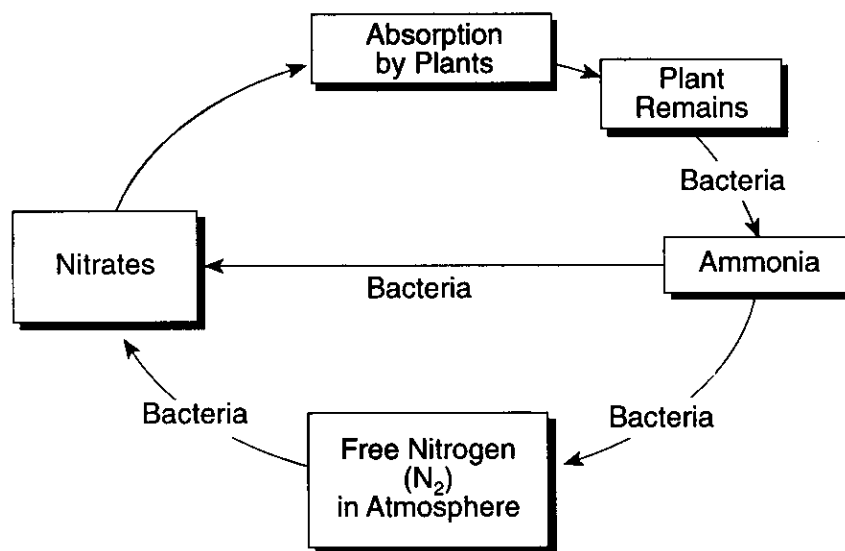 Absorption
by Plants
Plant
Remains
Bacteria
Nitrates
Ammonia
Bacteria
Bacteria
Bacteria
Free Nitrogen
(N₂)
in Atmosphere